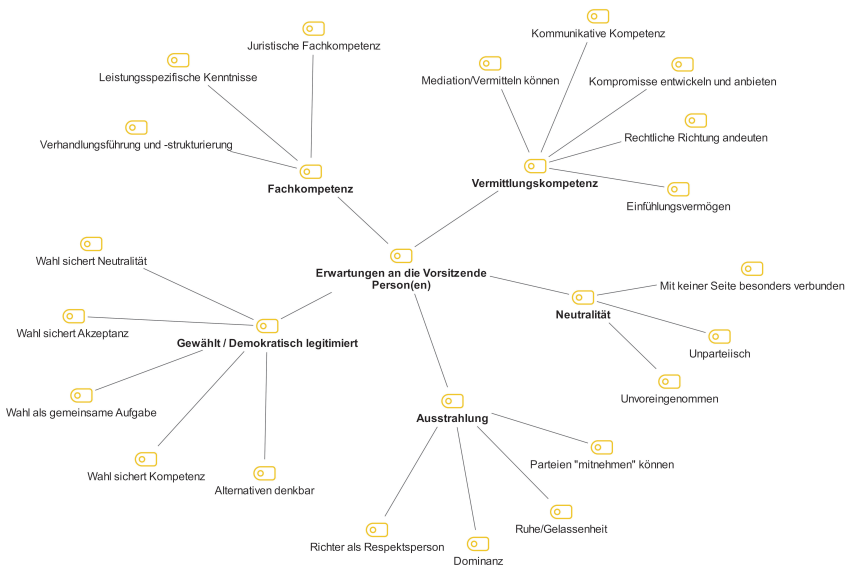 Kommunikative Kompetenz
Juristische Fachkompetenz
Leistungsspezifische Kenntnisse
Mediation/Vermitteln können
Kompromisse entwickeln und anbieten
Verhandlungsführung und -strukturierung
Rechtliche Richtung andeuten
Fachkompetenz
Vermittlungskompetenz
Einfühlungsvermögen
Wahl sichert Neutralität
Erwartungen an die Vorsitzende
Person(en)
Mit keiner Seite besonders verbunden
Neutralität
Wahl sichert Akzeptanz
Gewählt / Demokratisch legitimiert
Unparteiisch
Unvoreingenommen
Wahl als gemeinsame Aufgabe
Ausstrahlung
Parteien "mitnehmen" können
Wahl sichert Kompetenz
Alternativen denkbar
Ruhe/Gelassenheit
Richter als Respektsperson
Dominanz